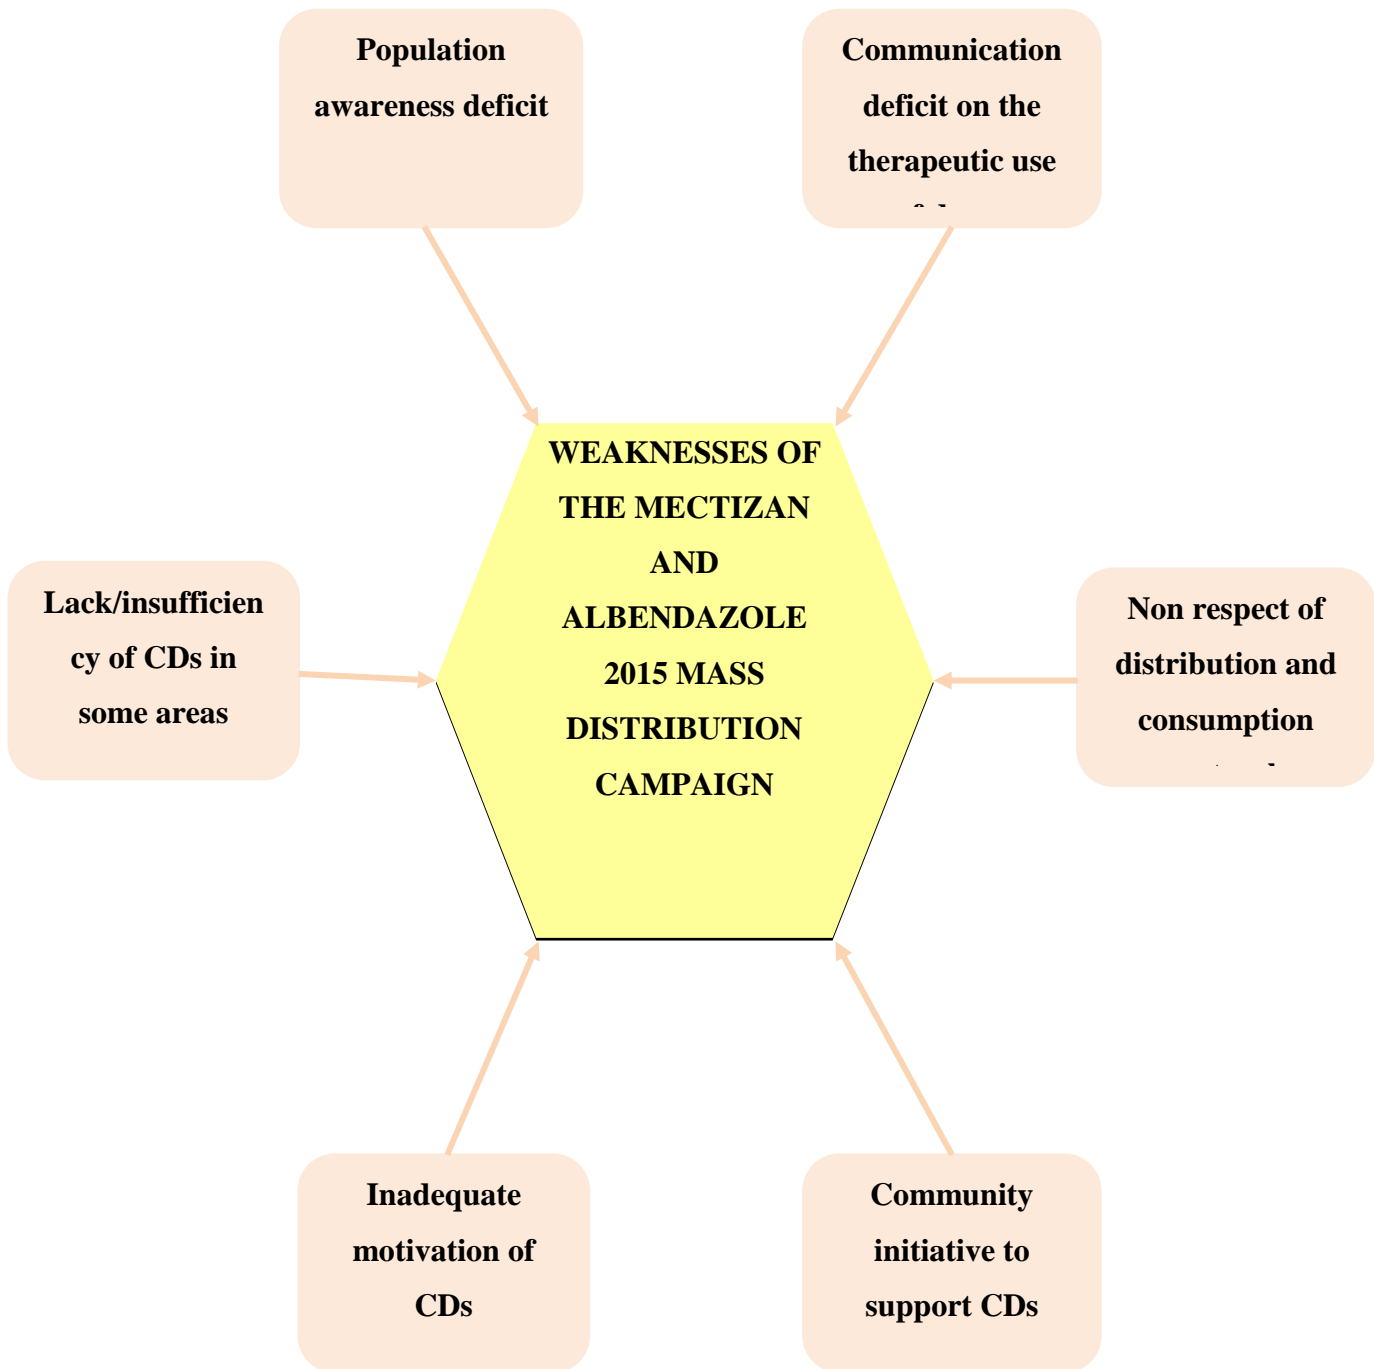 Population
awareness deficit
Communication
deficit on the
therapeutic use
WEAKNESSES OF
THE MECTIZAN
AND
ALBENDAZOLE
2015 MASS
DISTRIBUTION
CAMPAIGN
Lack/insufficien
cy of CDs in
some areas
Non respect of
distribution and
consumption
Inadequate
motivation of
CDs
Community
initiative to
support CDs